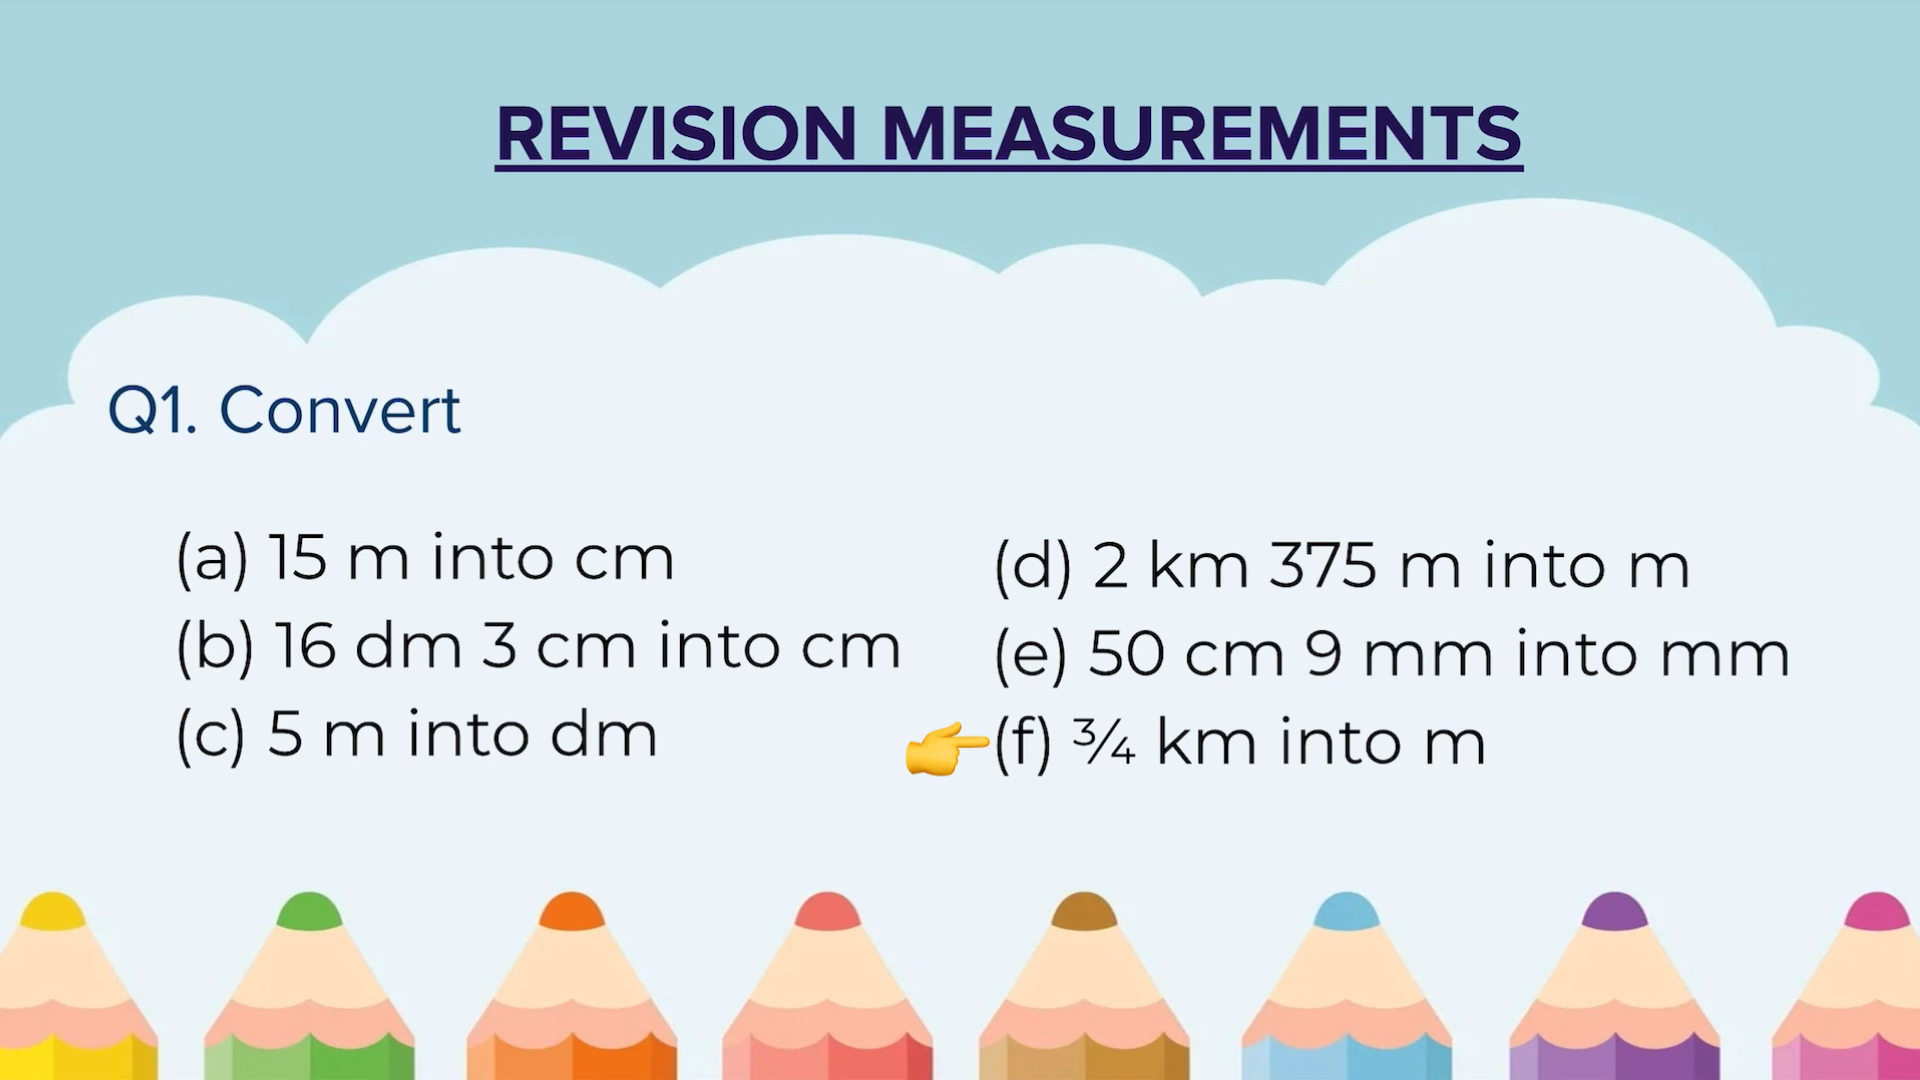 REVISION MEASUREMENTS
Q1. Convert
(a) 15 m into cm
(b) 16 dm 3 cm into cm
(c) 5 m into dm
(d) 2 km 375 m into m
(e) 50 cm 9 mm into mm
(f) ¾ km into m